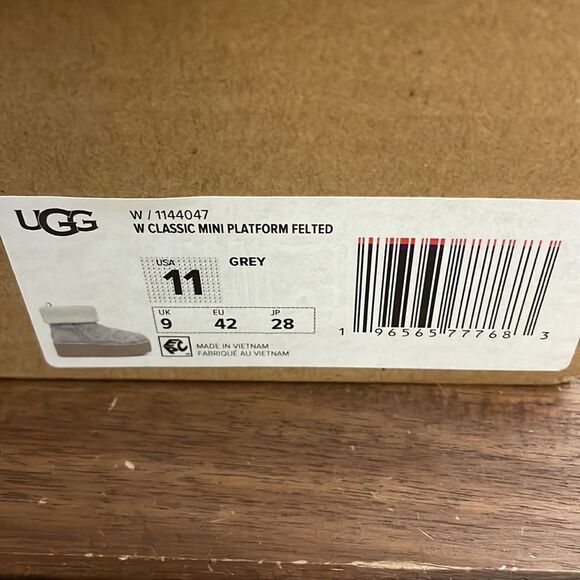 UGG
W / 1144047
W CLASSIC MINI PLATFORM FELTED
USA
11
GREY
UK EU JP
9 42 28
MADE IN VIETNAM
FABRIQUÉ AU VIETNAM
1 96565 77768 3